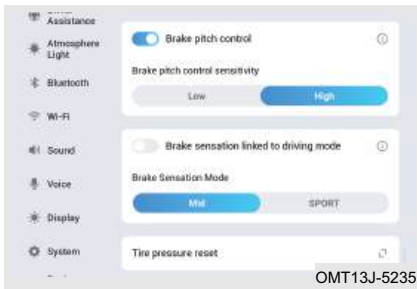 Assistance
Atmosphere
Light
Bluetooth
Wi-Fi
Sound
Voice
Display
System
Brake pitch control
Brake pitch control sensitivity
Low
High
Brake sensation linked to driving mode
Brake Sensation Mode
Mid
SPORT
Tire pressure reset
OMT13J-5235